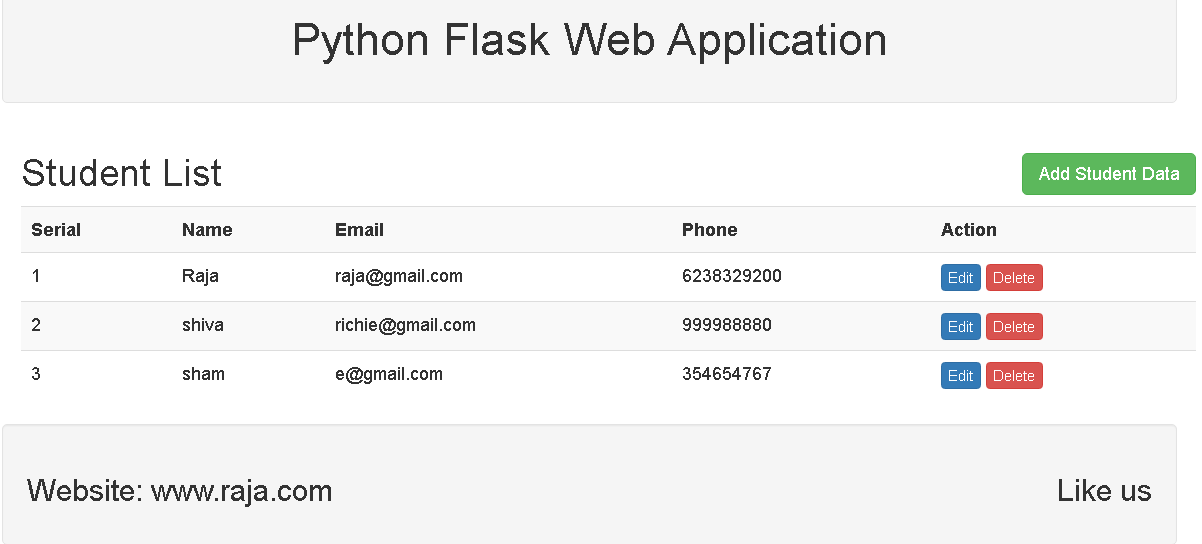 Python Flask Web Application
Student List
Add Student Data
Serial Name Email Phone Action
1 Raja raja@gmail.com 6238329200 Edit Delete
2 shiva richie@gmail.com 999988880 Edit Delete
3 sham e@gmail.com 354654767 Edit Delete
Website: www.raja.com
Like us